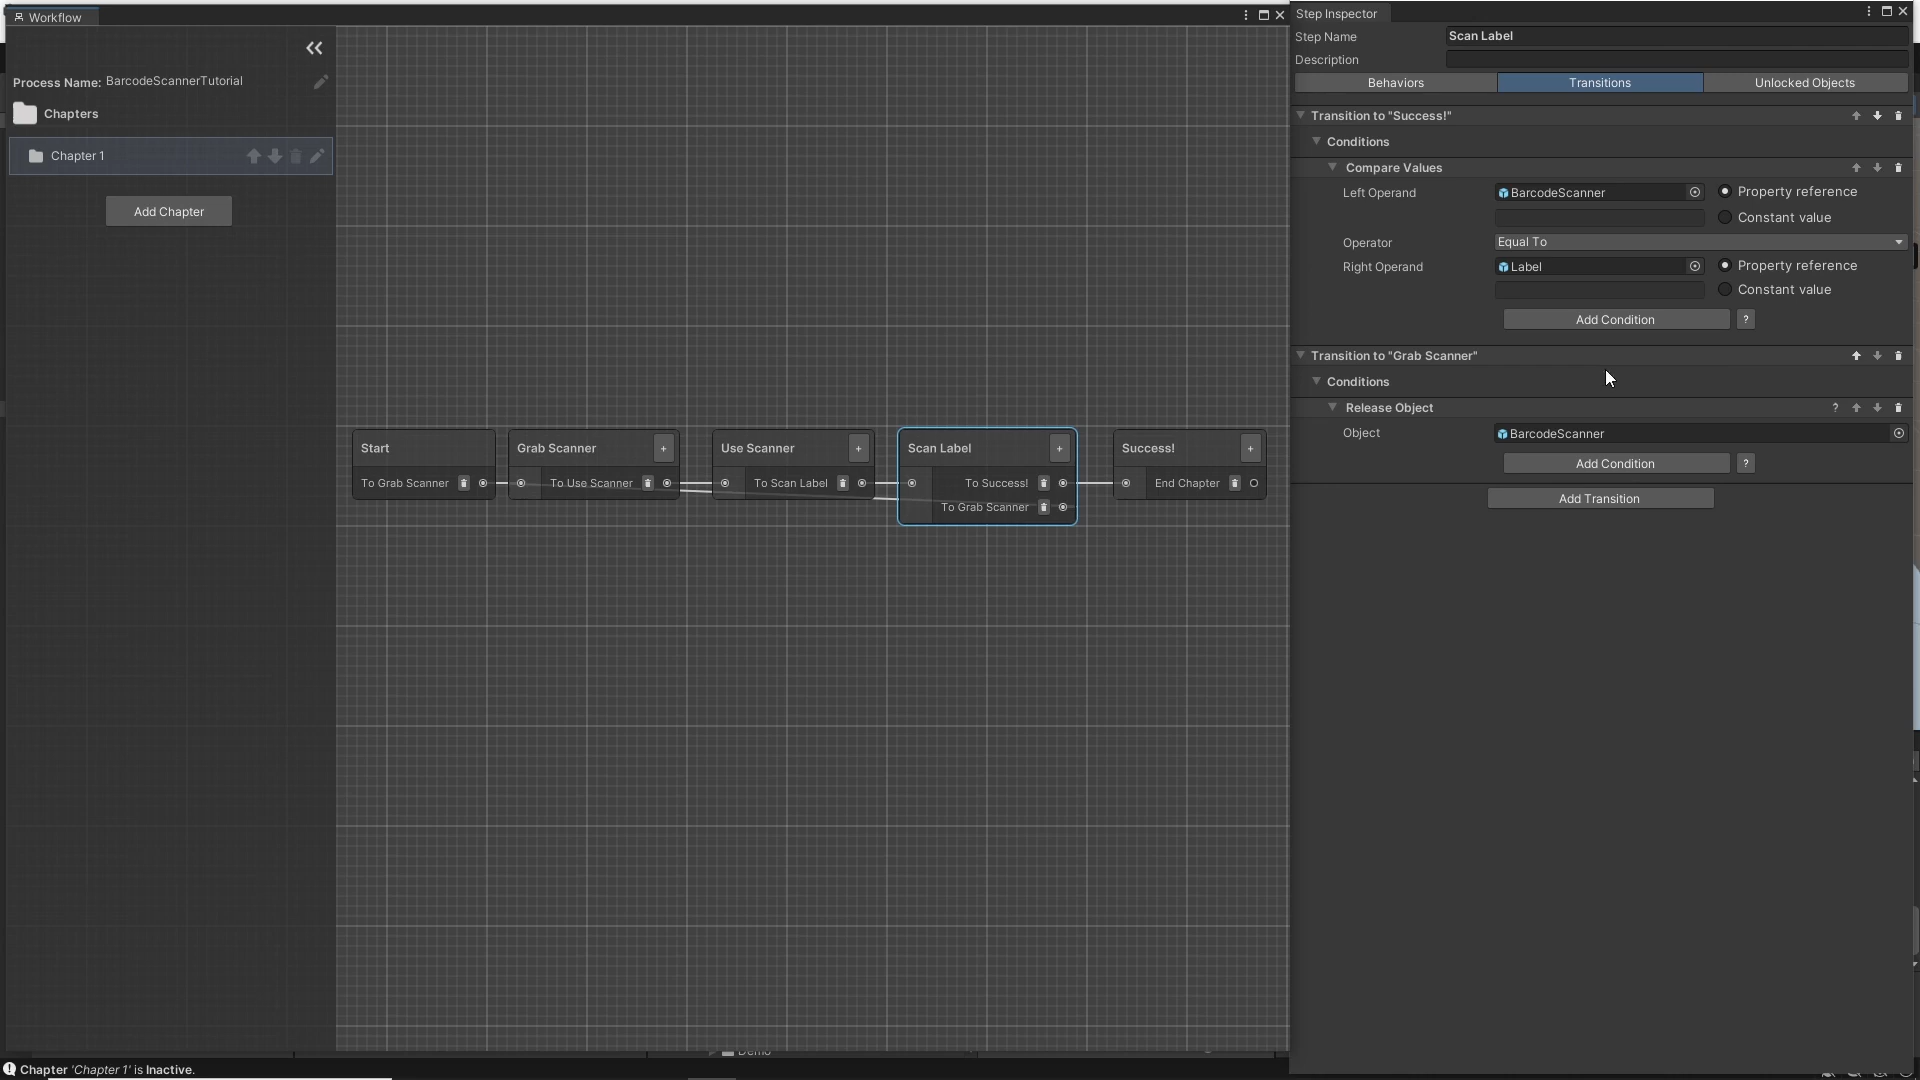 Workflow
Process Name: BarcodeScannerTutorial
Chapters
Chapter 1
Add Chapter
Start
To Grab Scanner
Grab Scanner +
To Use Scanner
Use Scanner +
To Scan Label
Scan Label +
To Success!
To Grab Scanner
Success! +
End Chapter
Demo
Chapter 'Chapter 1' is Inactive.
Step Inspector
Step Name Scan Label
Description
Behaviors Transitions Unlocked Objects
Transition to "Success!"
Conditions
Compare Values
Left Operand BarcodeScanner Property reference
Constant value
Operator Equal To
Right Operand Label Property reference
Constant value
Add Condition ?
Transition to "Grab Scanner"
Conditions
Release Object ?
Object BarcodeScanner
Add Condition ?
Add Transition